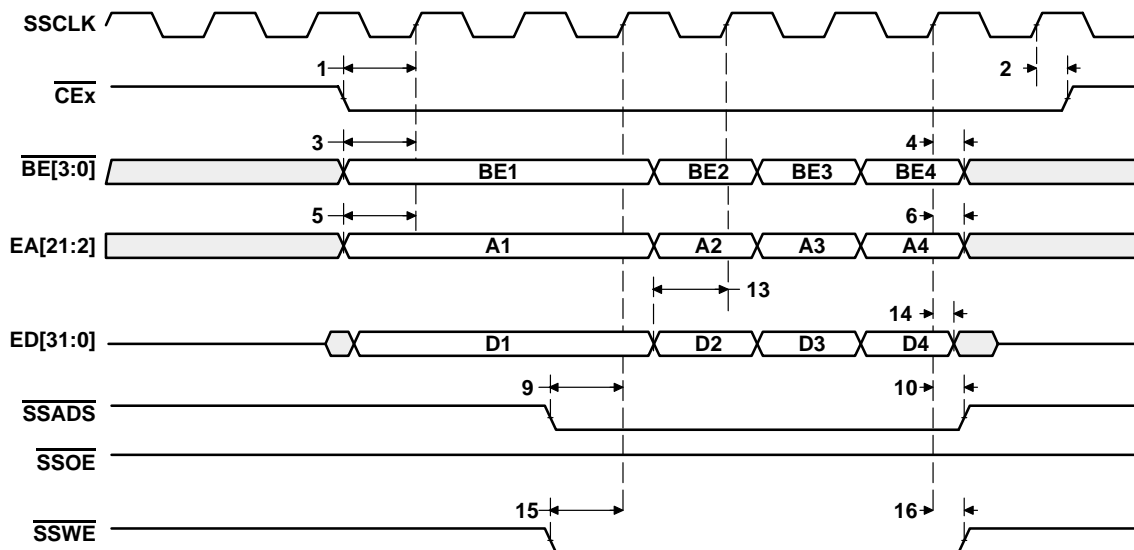 SSCLK
1
2
CEx
3
4
BE[3:0]
BE1 BE2 BE3 BE4
5
6
EA[21:2]
A1 A2 A3 A4
13
14
ED[31:0]
D1 D2 D3 D4
9
10
SSADS
SSOE
15
16
SSWE